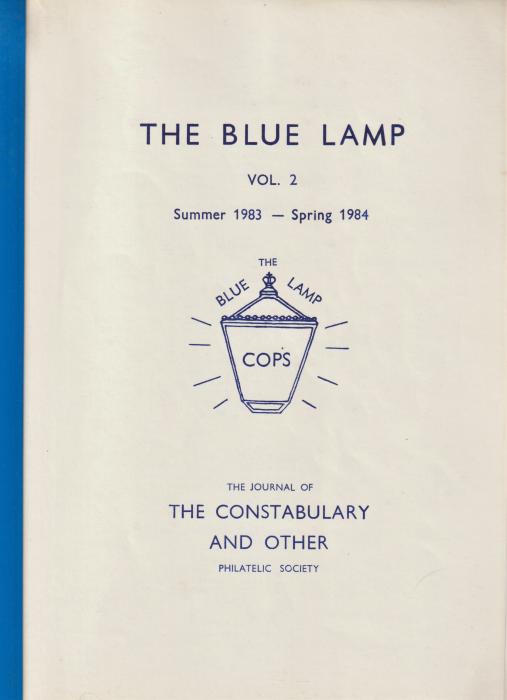 THE BLUE LAMP
VOL. 2
Summer 1983 — Spring 1984
THE
BLUE LAMP
COPS
THE JOURNAL OF
THE CONSTABULARY
AND OTHER
PHILATELIC SOCIETY